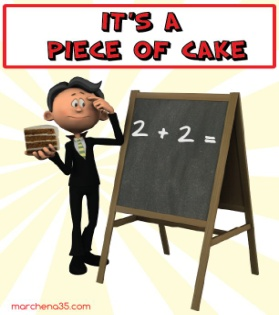 IT'S A
PIECE OF CAKE
2 + 2 =
marchena35.com